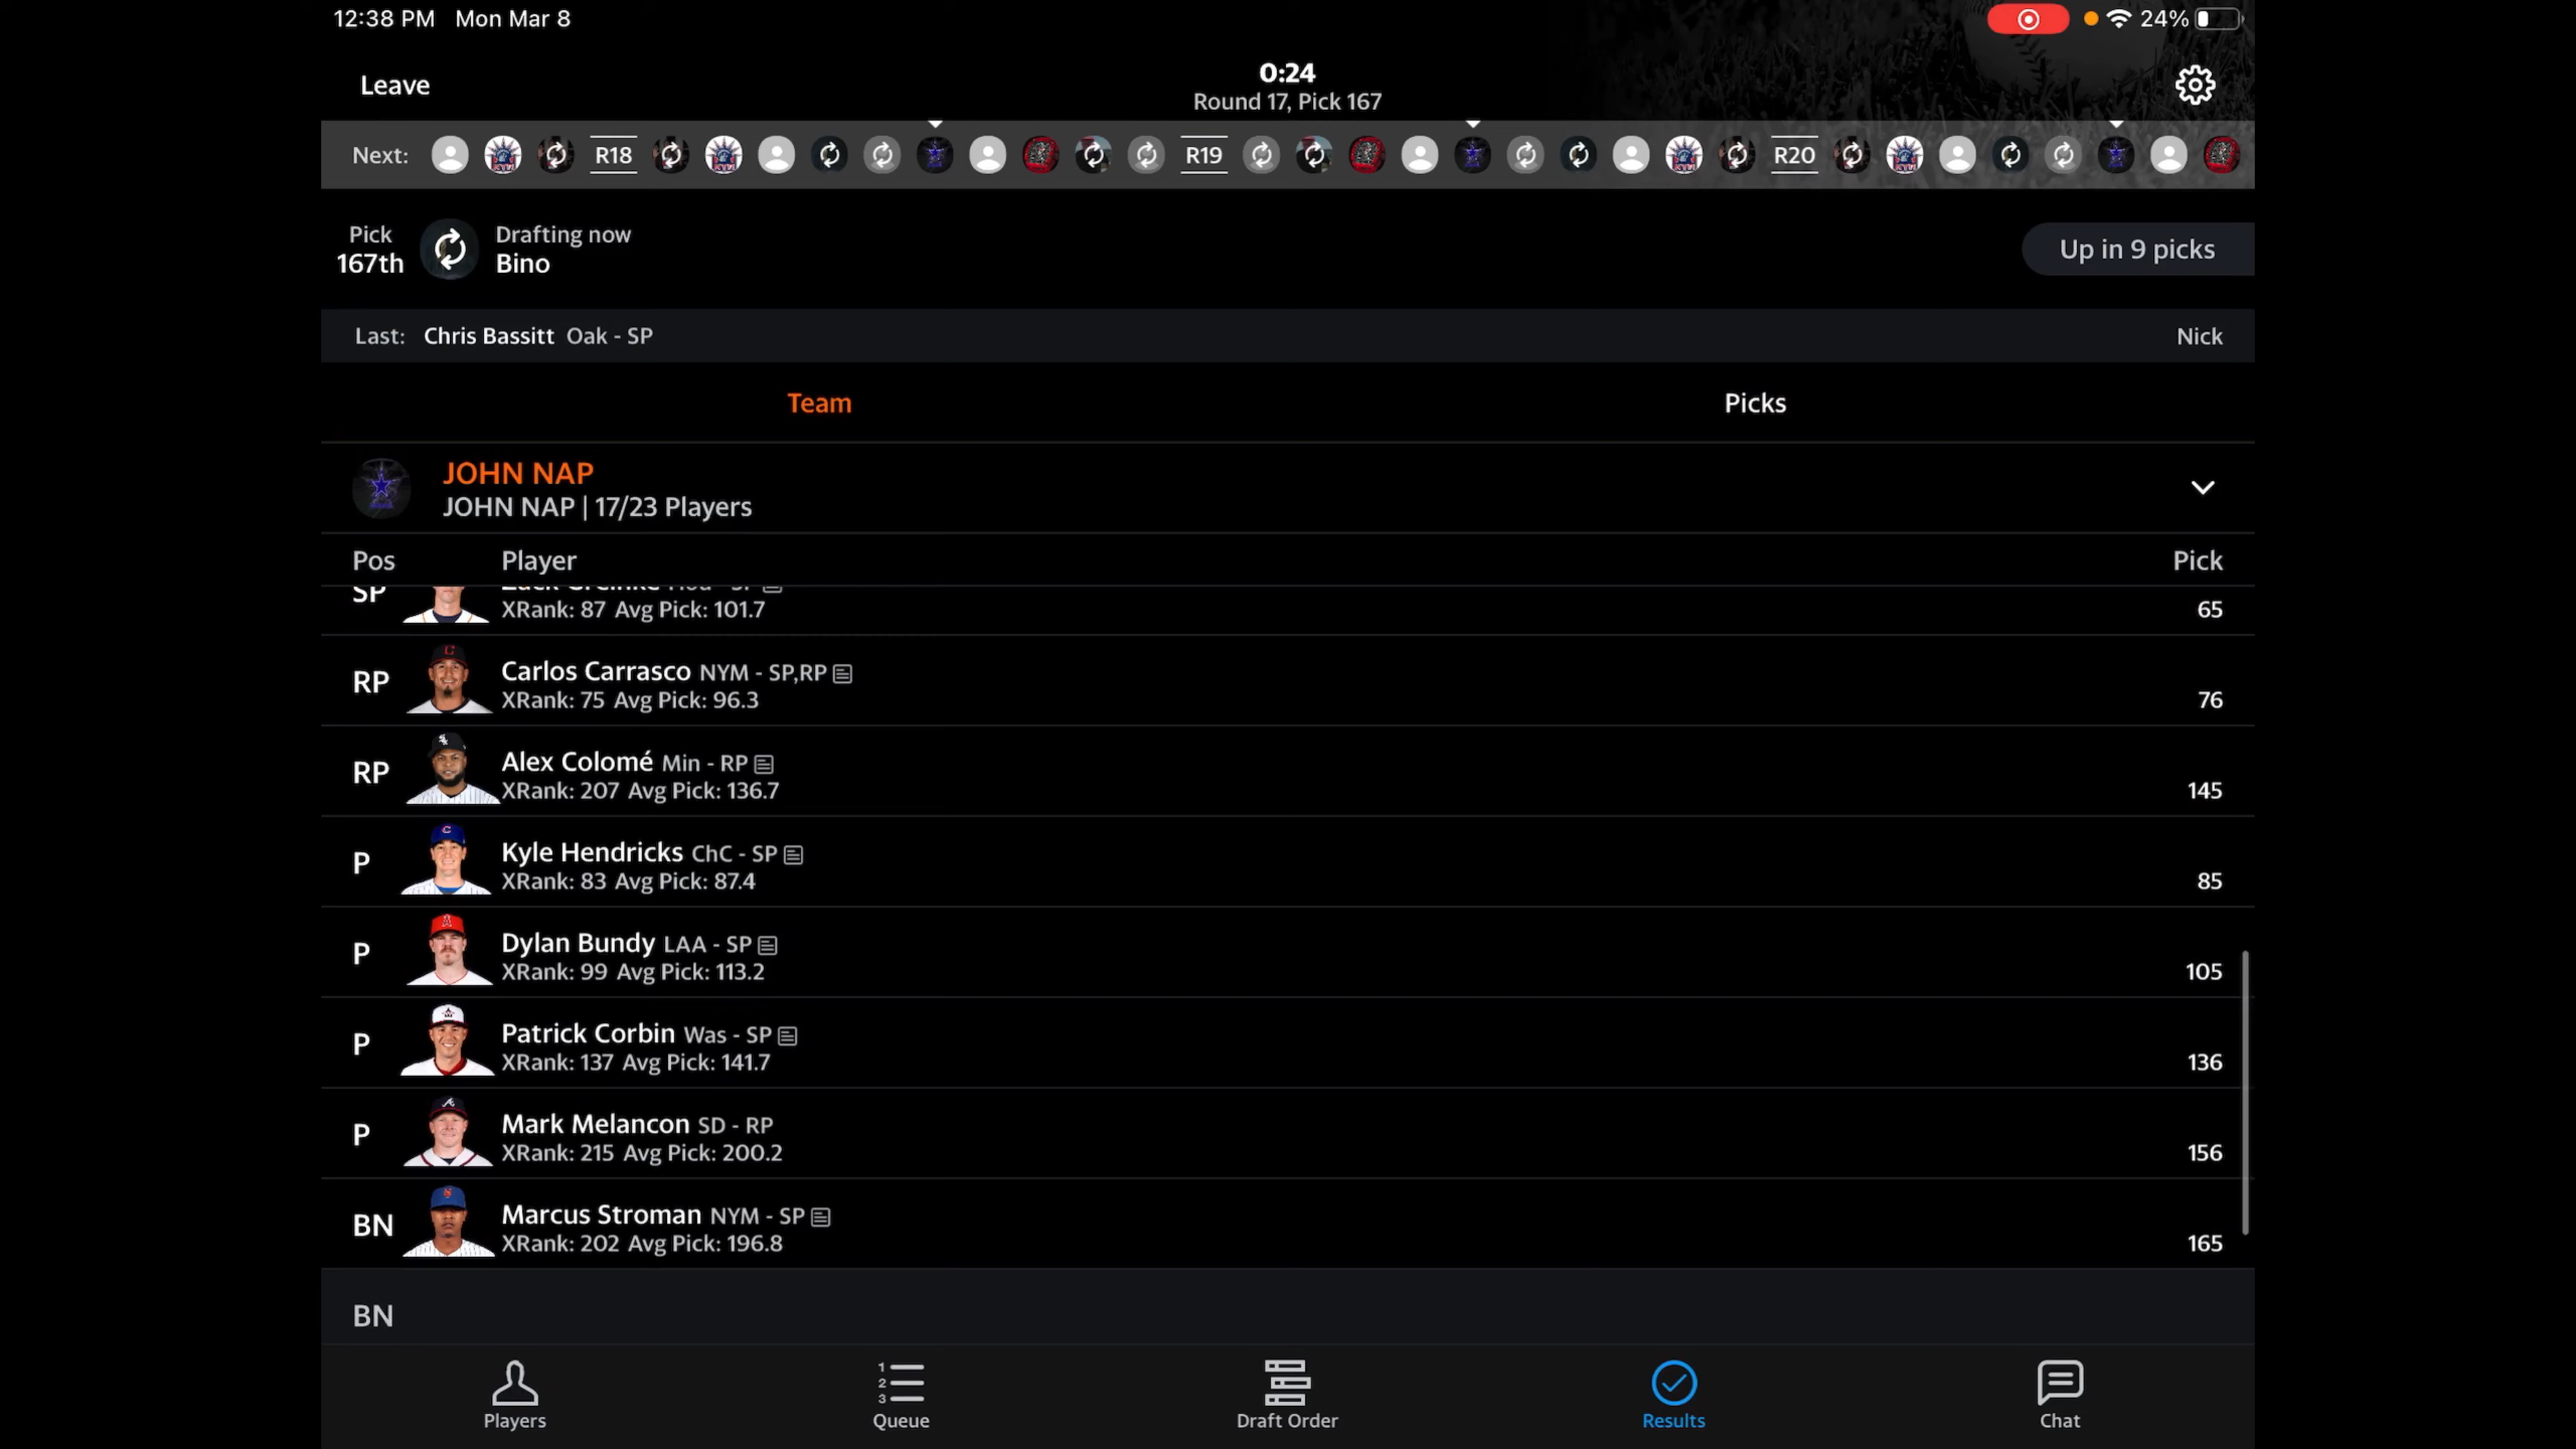 12:38 PM Mon Mar 8
24%
Leave
0:24
Round 17, Pick 167
Next: R18 R19 R20
Pick
167th
Drafting now
Bino
Up in 9 picks
Last: Chris Bassitt Oak - SP Nick
Team Picks
JOHN NAP
JOHN NAP | 17/23 Players
Pos Player Pick
SP
XRank: 87 Avg Pick: 101.7 65
RP Carlos Carrasco NYM - SP,RP
XRank: 75 Avg Pick: 96.3 76
RP Alex Colomé Min - RP
XRank: 207 Avg Pick: 136.7 145
P Kyle Hendricks ChC - SP
XRank: 83 Avg Pick: 87.4 85
P Dylan Bundy LAA - SP
XRank: 99 Avg Pick: 113.2 105
P Patrick Corbin Was - SP
XRank: 137 Avg Pick: 141.7 136
P Mark Melancon SD - RP
XRank: 215 Avg Pick: 200.2 156
BN Marcus Stroman NYM - SP
XRank: 202 Avg Pick: 196.8 165
BN
Players Queue Draft Order Results Chat